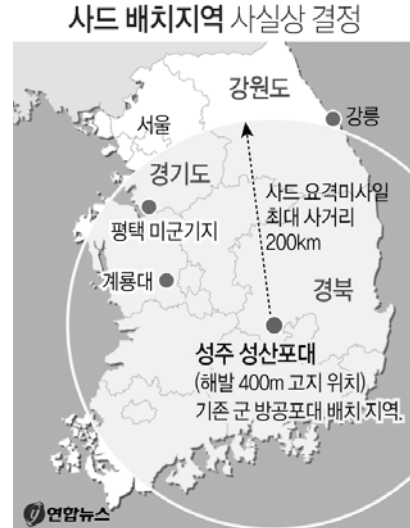 사드 배치지역 사실상 결정
강원도
강릉
서울
경기도
사드 요격미사일
최대 사거리
200km
평택 미군기지
계룡대
경북
성주 성산포대
(해발 400m 고지 위치)
기존 군 방공포대 배치 지역.
연합뉴스